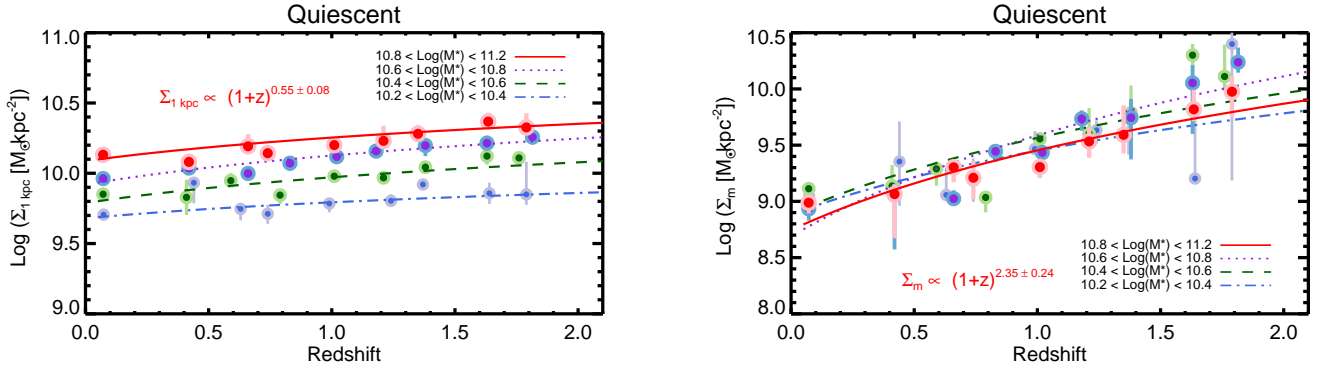 Quiescent
11.0
10.5
10.0
9.5
9.0
Log (Σ1 kpc [M⊙kpc-2])
10.8 < Log(M*) < 11.2
10.6 < Log(M*) < 10.8
10.4 < Log(M*) < 10.6
10.2 < Log(M*) < 10.4
Σ1 kpc ∝ (1+z)0.55 ± 0.08
0.0 0.5 1.0 1.5 2.0
Redshift
Quiescent
10.5
10.0
9.5
9.0
8.5
8.0
Log (Σm [M⊙kpc-2])
10.8 < Log(M*) < 11.2
10.6 < Log(M*) < 10.8
10.4 < Log(M*) < 10.6
10.2 < Log(M*) < 10.4
Σm ∝ (1+z)2.35 ± 0.24
0.0 0.5 1.0 1.5 2.0
Redshift